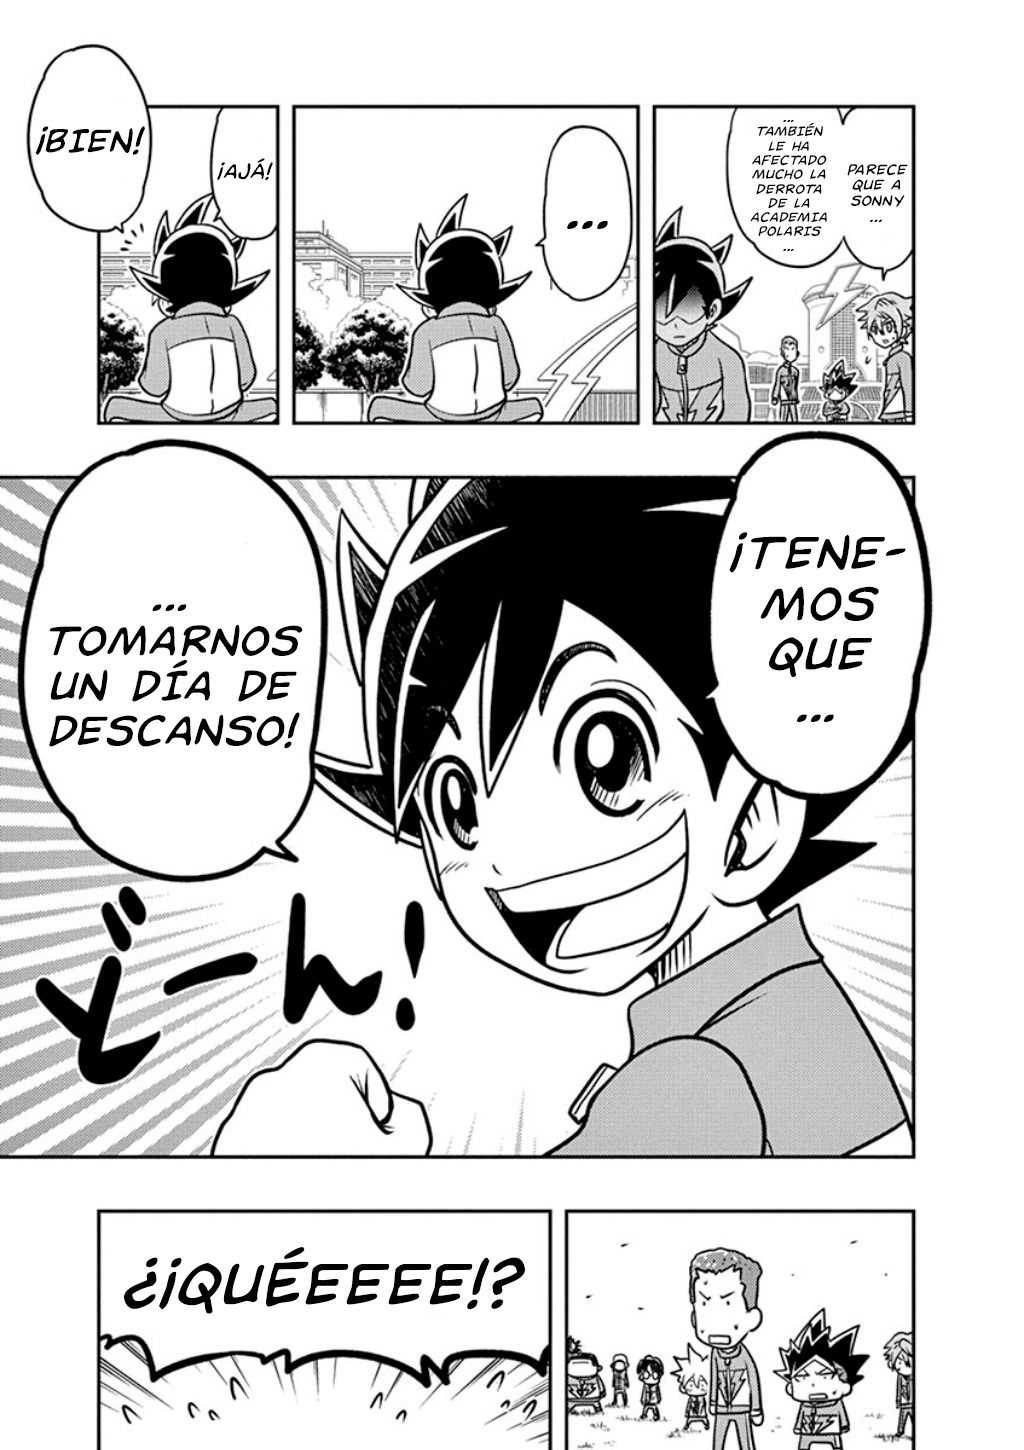 PARECE
QUE A
SONNY
...
...
TAMBIÉN
LE HA
AFECTADO
MUCHO LA
DERROTA
DE LA
ACADEMIA
POLARIS
...
...
¡AJÁ!
¡BIEN!
¡TENE-
MOS
QUE
...
...
TOMARNOS
UN DÍA DE
DESCANSO!
どーん!
¿¡QUÉEEEEE!?